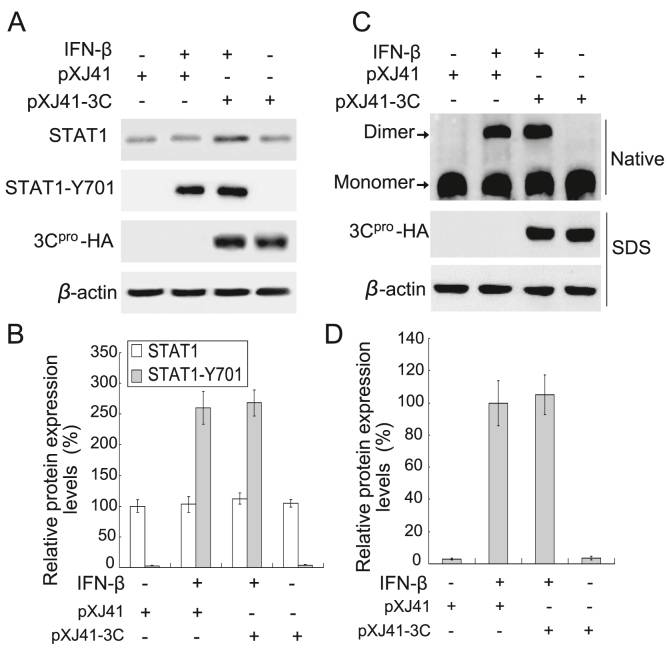 A
IFN-β - + + -
pXJ41 + + - -
pXJ41-3C - - + +
STAT1
STAT1-Y701
3Cpro-HA
β-actin
C
IFN-β - + + -
pXJ41 + + - -
pXJ41-3C - - + +
Dimer
Monomer
Native
3Cpro-HA
β-actin
SDS
B
STAT1
STAT1-Y701
Relative protein expression
levels (%)
350
300
250
200
150
100
50
0
IFN-β - + + -
pXJ41 + + - -
pXJ41-3C - - + +
D
Relative protein expression
levels (%)
140
120
100
80
60
40
20
0
IFN-β - + + -
pXJ41 + + - -
pXJ41-3C - - + +